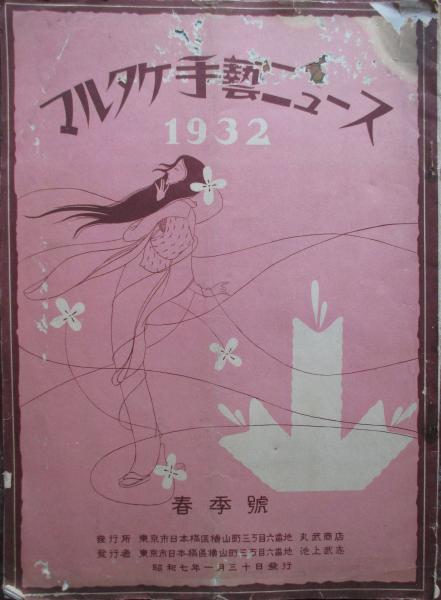 マルタケ手藝ニュース
1932
春季號
發行所 東京市日本橋區橫山町三丁目六番地 丸武商店
發行者 東京市日本橋區橫山町三丁目六番地 池上武志
昭和七年一月三十日發行